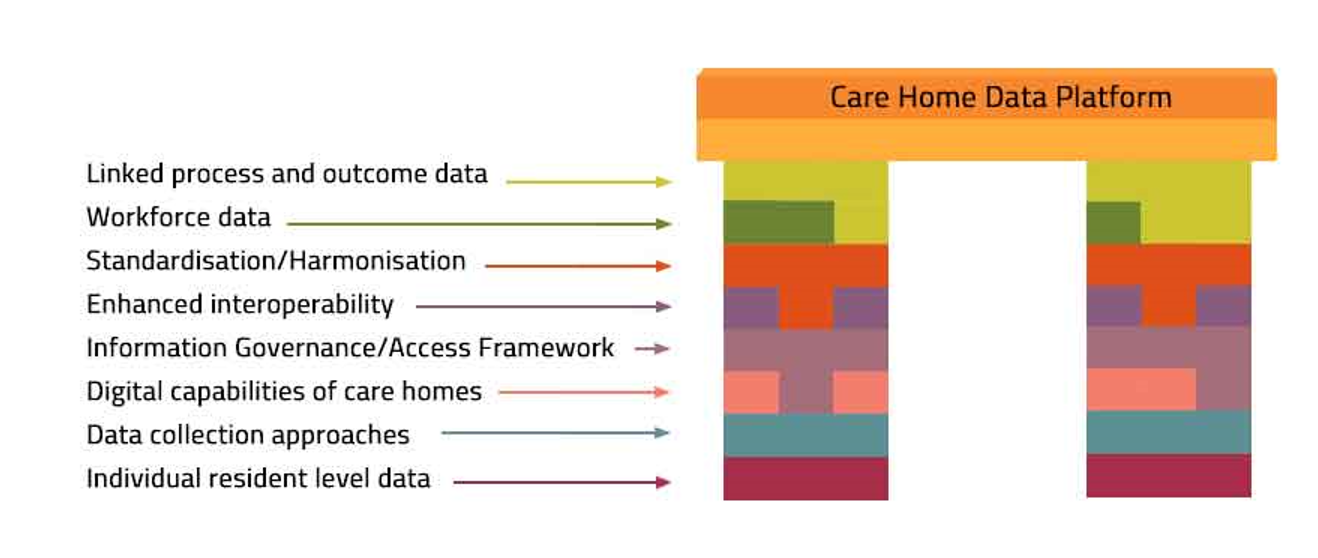 Care Home Data Platform
Linked process and outcome data
Workforce data
Standardisation/Harmonisation
Enhanced interoperability
Information Governance/Access Framework
Digital capabilities of care homes
Data collection approaches
Individual resident level data